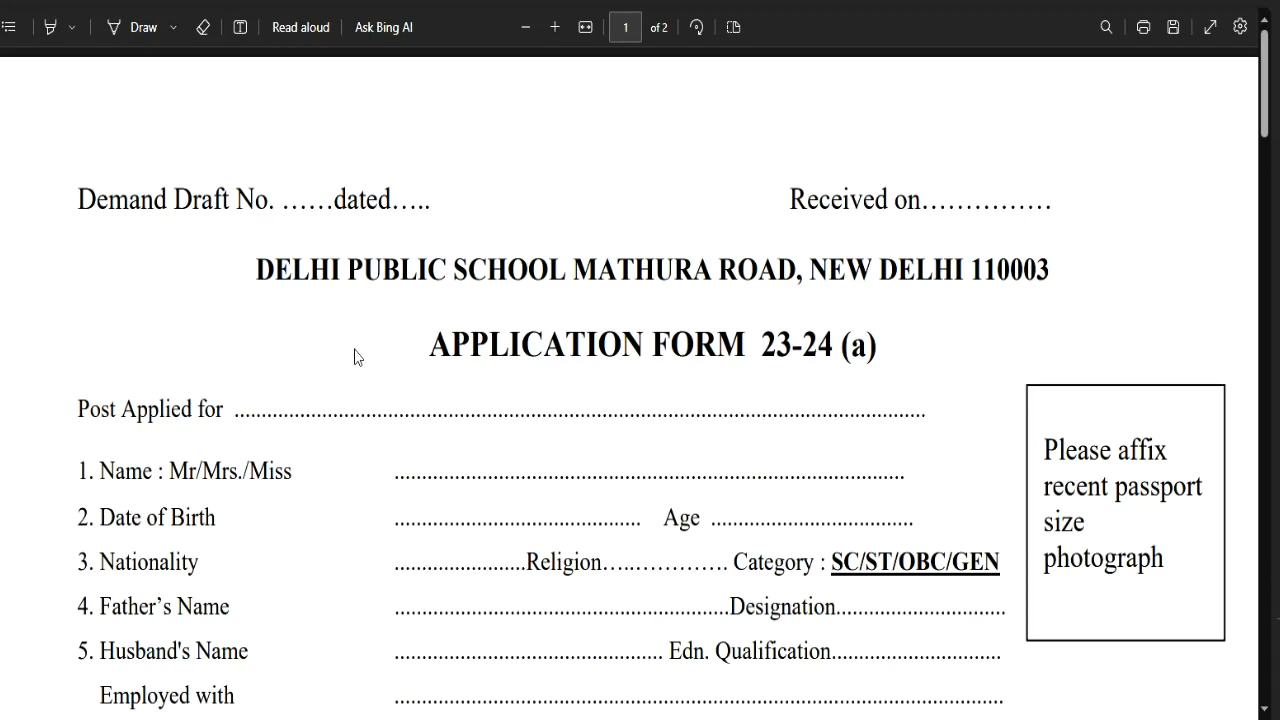 Draw Read aloud Ask Bing AI 1 of 2
Demand Draft No. ……dated….. Received on……………
DELHI PUBLIC SCHOOL MATHURA ROAD, NEW DELHI 110003
APPLICATION FORM 23-24 (a)
Post Applied for ..............................................................................................................................
1. Name : Mr/Mrs./Miss .............................................................................................
Please affix
recent passport
size
photograph
2. Date of Birth ............................................. Age .....................................
3. Nationality ........................Religion…..…………. Category : SC/ST/OBC/GEN
4. Father’s Name .............................................................Designation...............................
5. Husband's Name ................................................. Edn. Qualification...............................
Employed with ...............................................................................................................